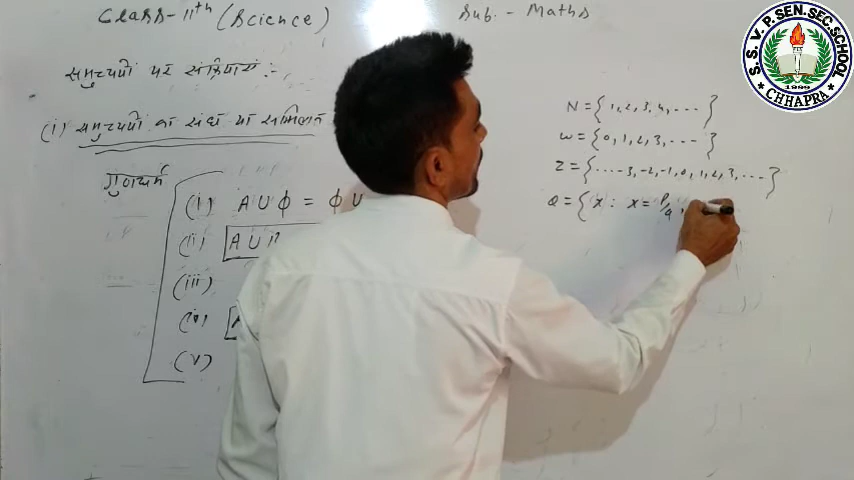 Class-11th (Science)
Sub. - Maths
समुच्चयों पर संक्रियाएं :-
(i) समुच्चयों का संघ या सम्मिलन
गुणधर्म
(i) A ∪ ϕ = ϕ ∪
(ii) A ∪
(iii)
(iv)
(v)
N = { 1, 2, 3, 4, .... }
W = { 0, 1, 2, 3, .... }
Z = { .... -3, -2, -1, 0, 1, 2, 3, .... }
Q = { x : x = p/q ,
S. S. V. P. SEN. SEC. SCHOOL
1999
CHHAPRA